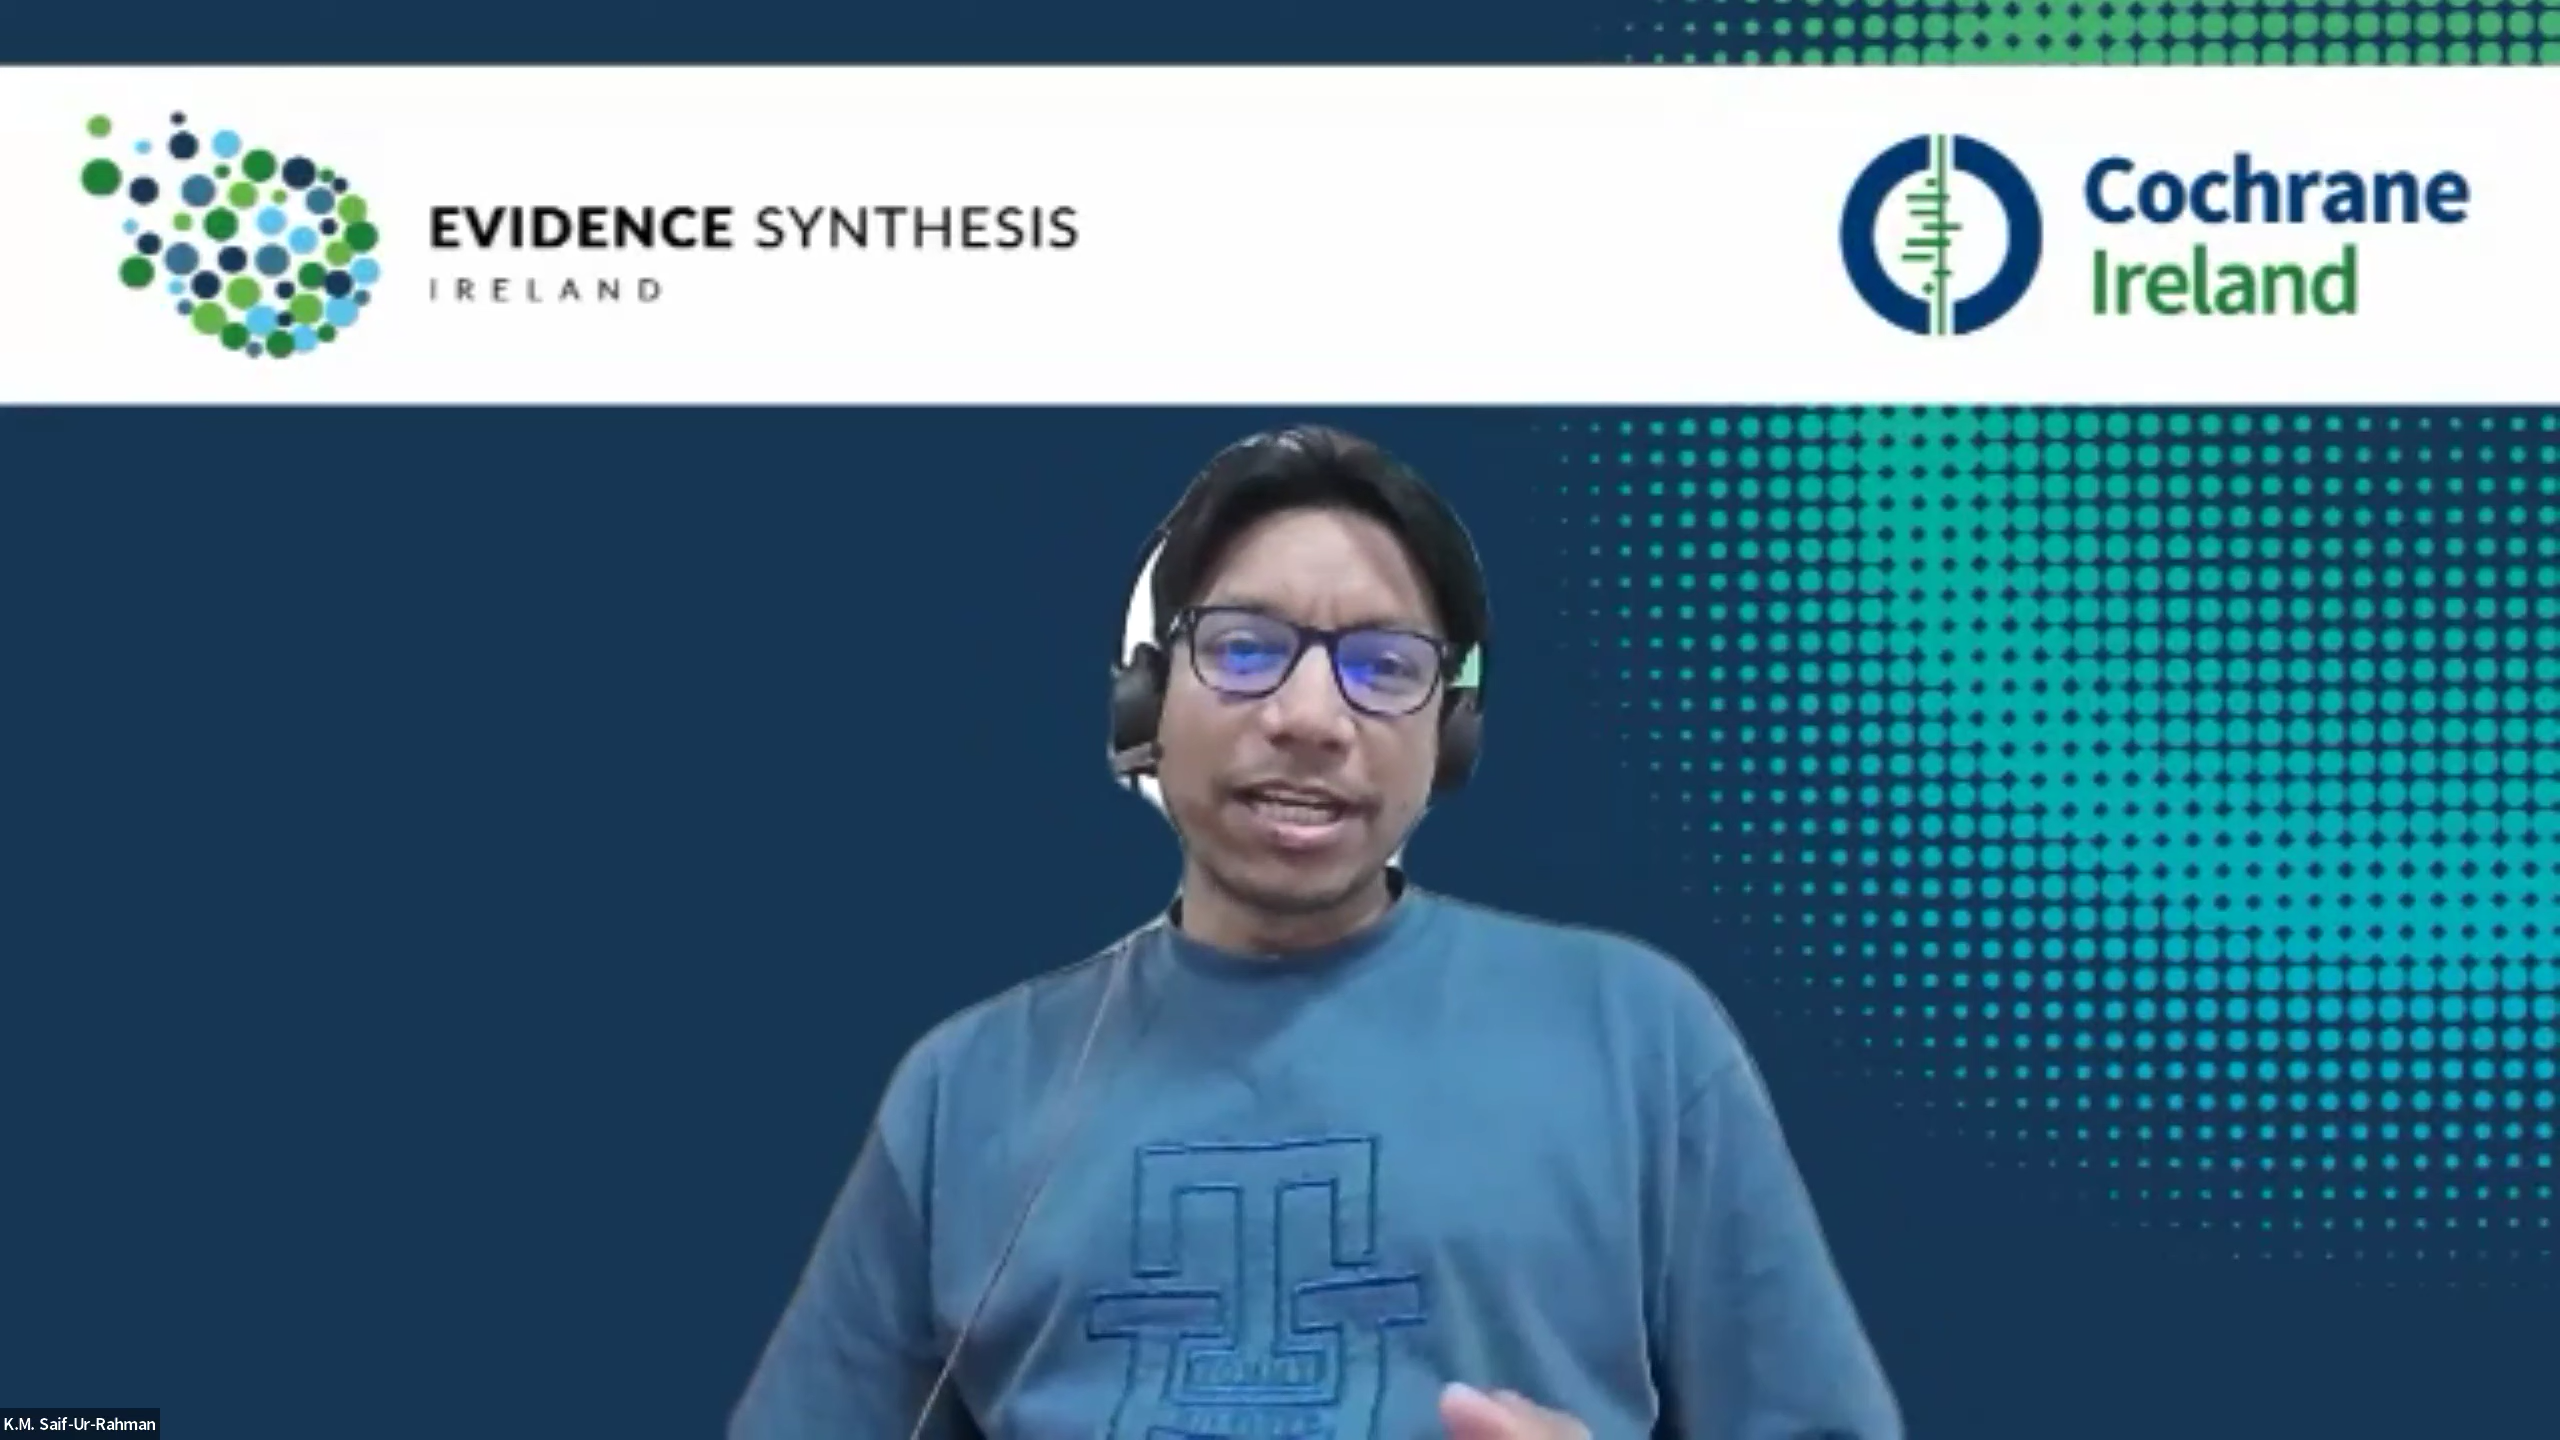 EVIDENCE SYNTHESIS
IRELAND
Cochrane
Ireland
K.M. Saif-Ur-Rahman